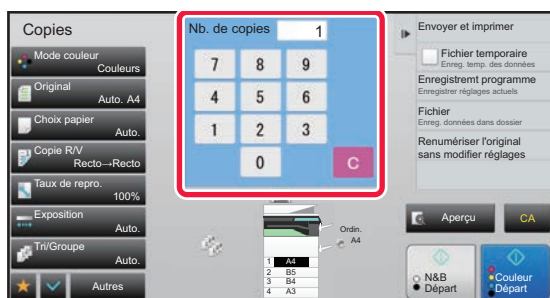 Copies
Mode couleur
Couleurs
Original
Auto. A4
Choix papier
Auto.
Copie R/V
Recto→Recto
Taux de repro.
100%
Exposition
Auto.
Tri/Groupe
Auto.
Autres
Nb. de copies 1
7 8 9
4 5 6
1 2 3
0 C
Ordin.
A4
1 A4
2 B5
3 B4
4 A3
Envoyer et imprimer
Fichier temporaire
Enreg. temp. des données
Enregistremt programme
Enregistrer réglages actuels
Fichier
Enreg. données dans dossier
Renumériser l'original
sans modifier réglages
Aperçu
CA
N&B
Départ
Couleur
Départ